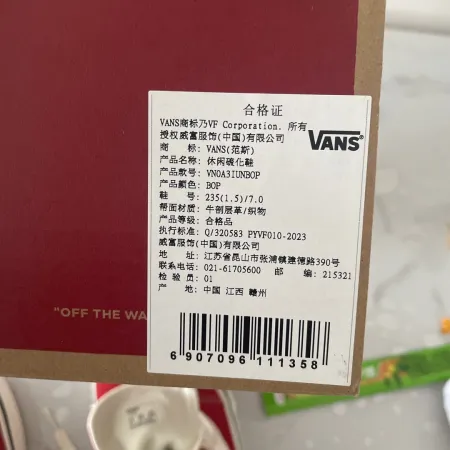 合格证
VANS商标乃VF Corporation. 所有
授权威富服饰(中国)有限公司
VANS
商 标: VANS(范斯)
产品名称: 休闲硫化鞋
产品款号: VN0A3IUNBOP
产品颜色: BOP
鞋 号: 235(1.5)/7.0
帮面材质: 牛剖层革/织物
产品等级: 合格品
执行标准: Q/320583 PYVF010-2023
威富服饰(中国)有限公司
地 址: 江苏省昆山市张浦镇建德路390号
联系电话: 021-61705600 邮 编: 215321
检 验 员: 01
产 地: 中国 江西 赣州
"OFF THE WA
6 907096 111358